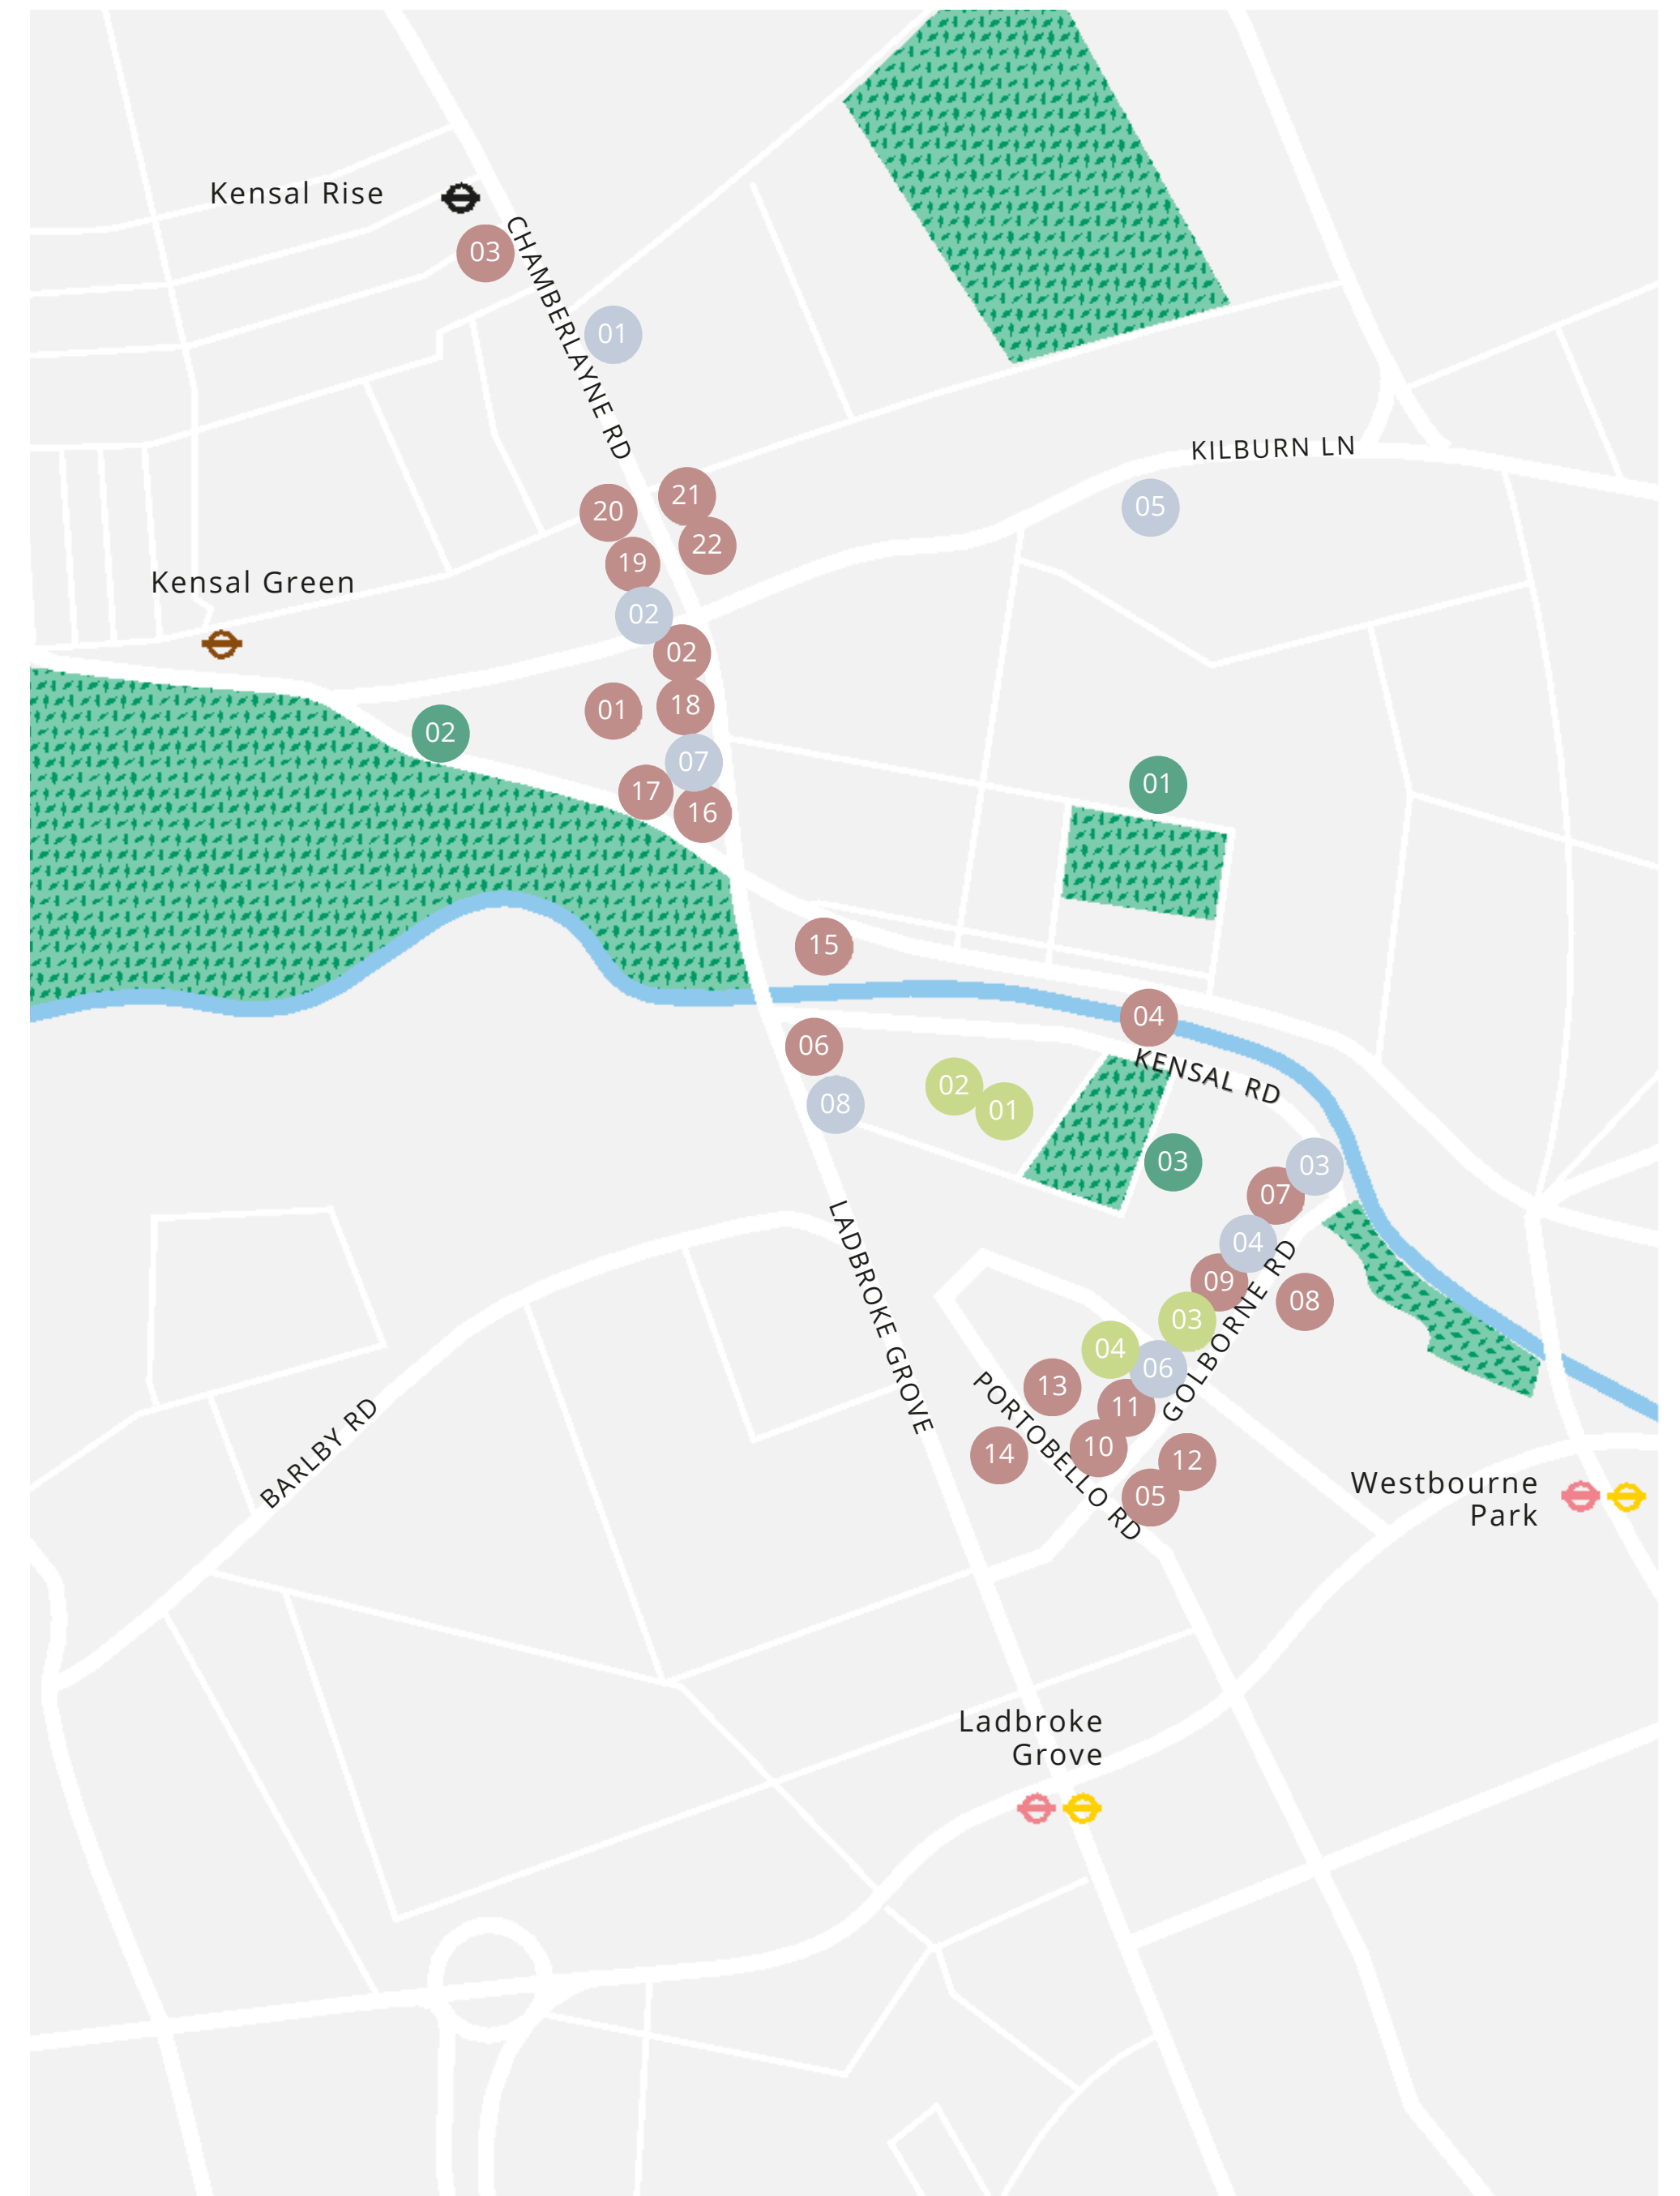 Kensal Rise
03
CHAMBERLAYNE RD
01
KILBURN LN
05
21
20
22
19
Kensal Green
02
02
01
18
02
07
01
17
16
15
04
06
KENSAL RD
02
08
01
03
03
07
LADBROKE GROVE
04
GOLBORNE RD
09
08
03
04
06
13
PORTOBELLO RD
11
BARLBY RD
10
14
12
05
Westbourne
Park
Ladbroke
Grove